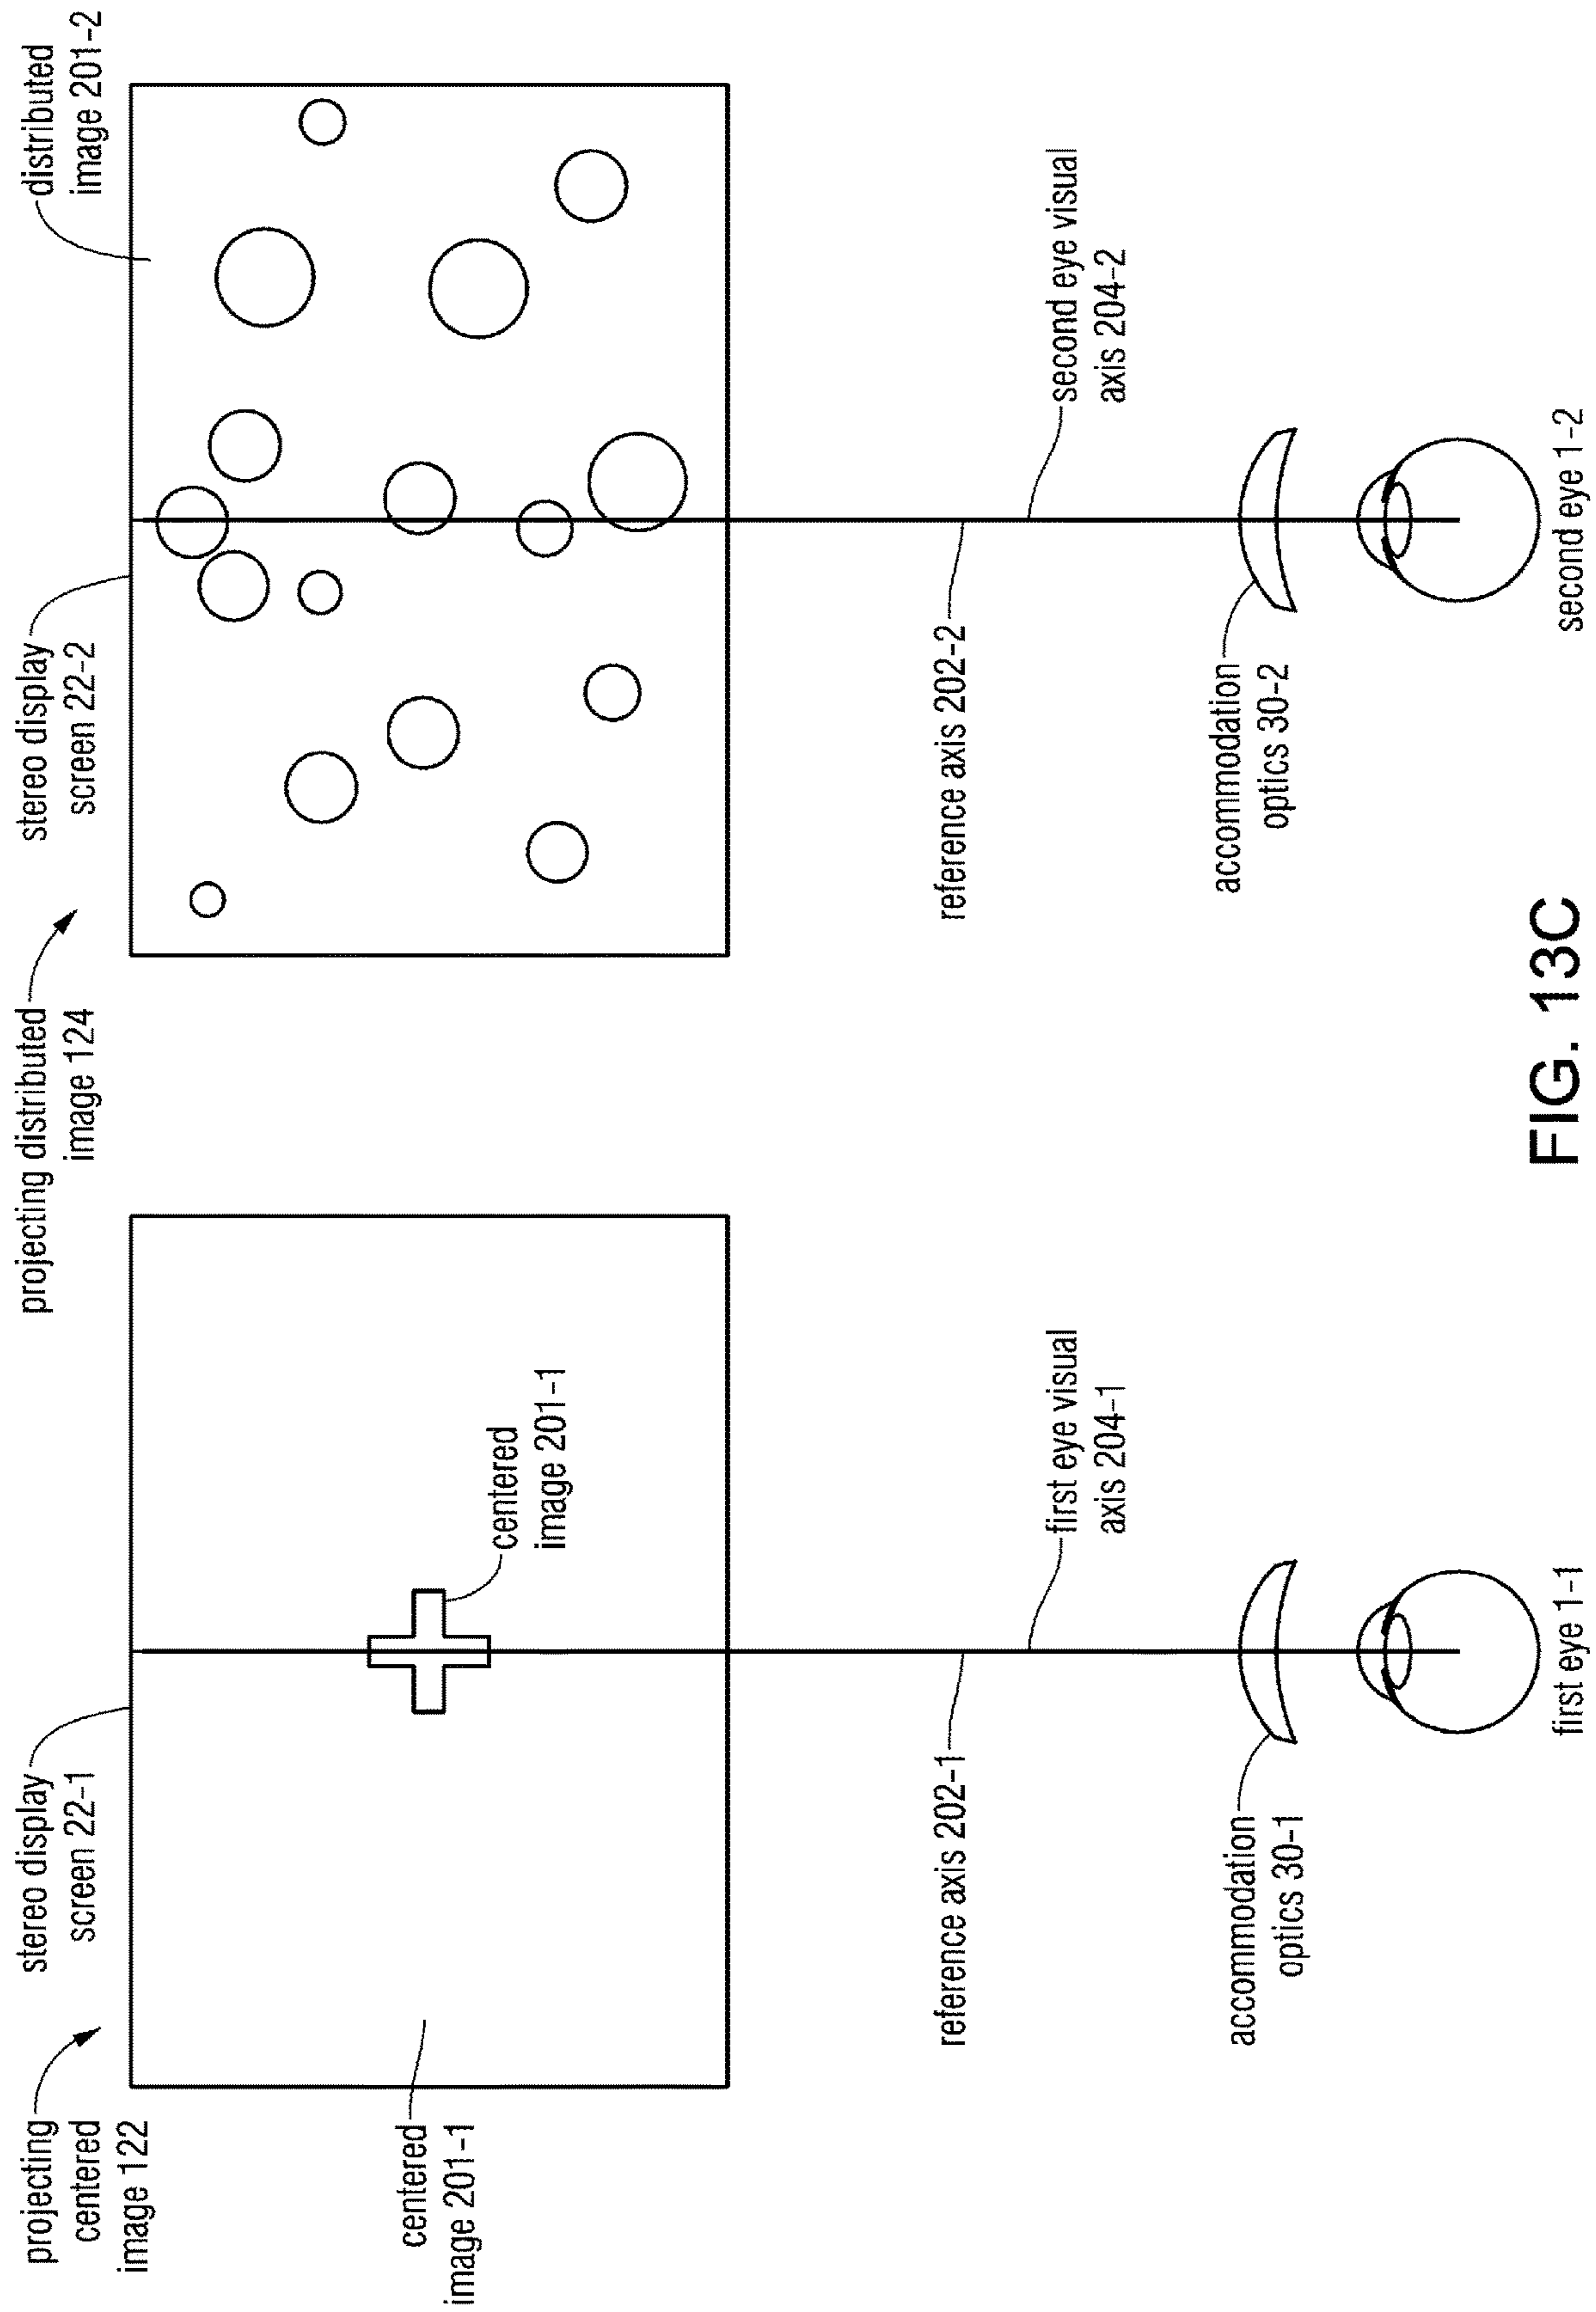 projecting
centered
image 122
stereo display
screen 22-1
projecting distributed
image 124
stereo display
screen 22-2
distributed
image 201-2
centered
image 201-1
centered
image 201-1
reference axis 202-1
first eye visual
axis 204-1
reference axis 202-2
second eye visual
axis 204-2
accommodation
optics 30-1
accommodation
optics 30-2
first eye 1-1
second eye 1-2
FIG. 13C